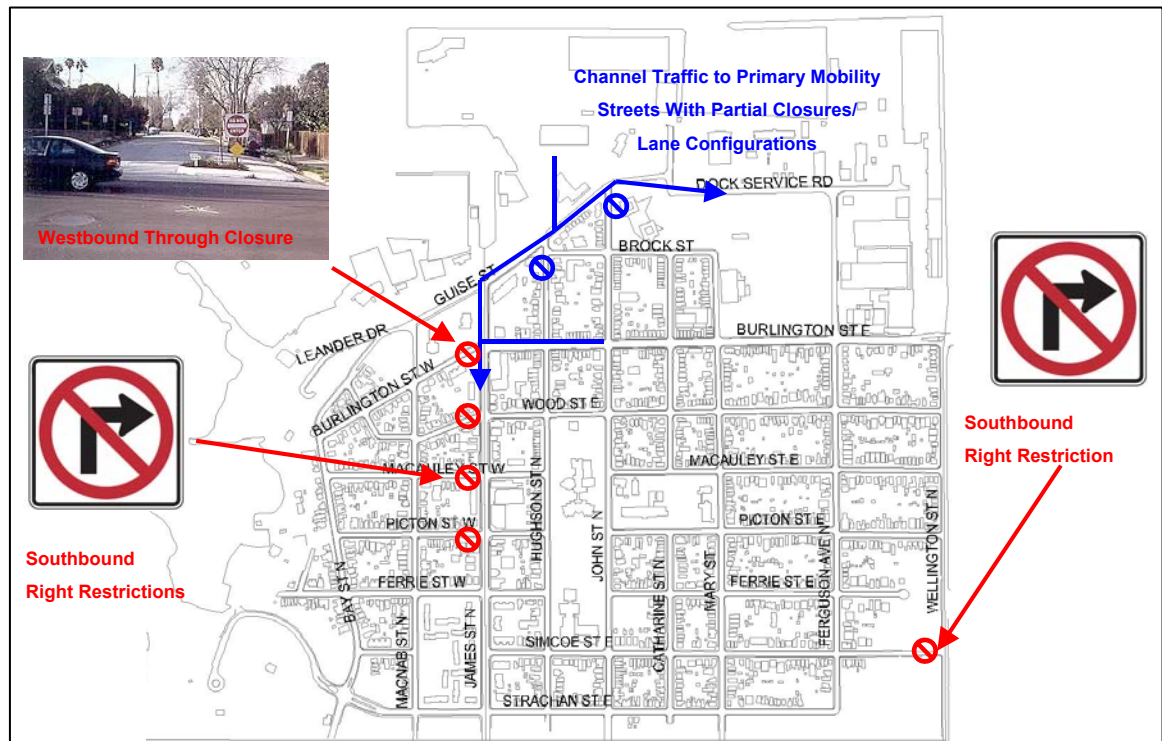 Channel Traffic to Primary Mobility
Streets With Partial Closures/
Lane Configurations
DO NOT
ENTER
Westbound Through Closure
DOCK SERVICE RD
BROCK ST
GUISE ST
LEANDER DR
BURLINGTON ST E
BURLINGTON ST W
WOOD ST E
MACAULEY ST W
MACAULEY ST E
Southbound
Right Restriction
PICTON ST W
PICTON ST E
HUGHSON ST N
JOHN ST N
Southbound
Right Restrictions
FERRIE ST W
FERRIE ST E
BAY ST N
MACNAB ST N
JAMES ST N
CATHARINE ST N
MARY ST
FERGUSON AVE N
WELLINGTON ST N
SIMCOE ST E
STRACHAN ST E